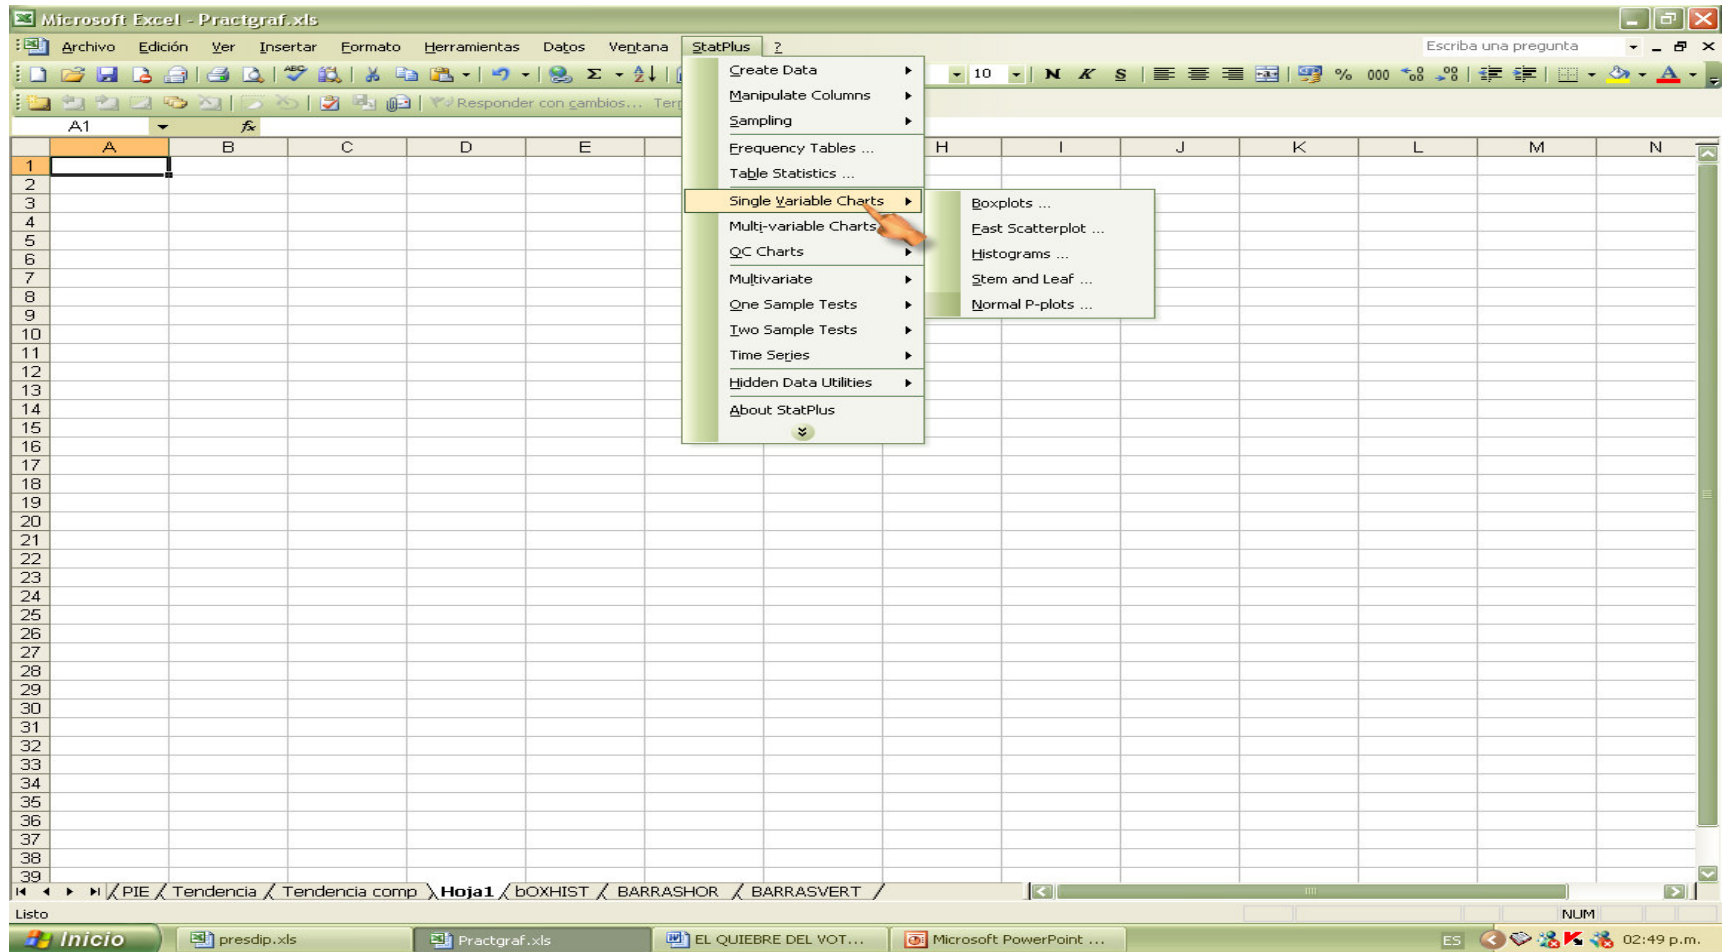 Microsoft Excel - Practgraf.xls
Archivo Edición Ver Insertar Formato Herramientas Datos Ventana StatPlus ? Escriba una pregunta
10 N K S % 000
Responder con cambios...
A1 fx
A B C D E H I J K L M N
1
2
3
4
5
6
7
8
9
10
11
12
13
14
15
16
17
18
19
20
21
22
23
24
25
26
27
28
29
30
31
32
33
34
35
36
37
38
39
Create Data
Manipulate Columns
Sampling
Frequency Tables ...
Table Statistics ...
Single Variable Charts
Multi-variable Charts
QC Charts
Multivariate
One Sample Tests
Two Sample Tests
Time Series
Hidden Data Utilities
About StatPlus
Boxplots ...
Fast Scatterplot ...
Histograms ...
Stem and Leaf ...
Normal P-plots ...
PIE Tendencia Tendencia comp Hoja1 bOXHIST BARRASHOR BARRASVERT
Listo NUM
Inicio presdip.xls Practgraf.xls EL QUIEBRE DEL VOT... Microsoft PowerPoint ... ES 02:49 p.m.